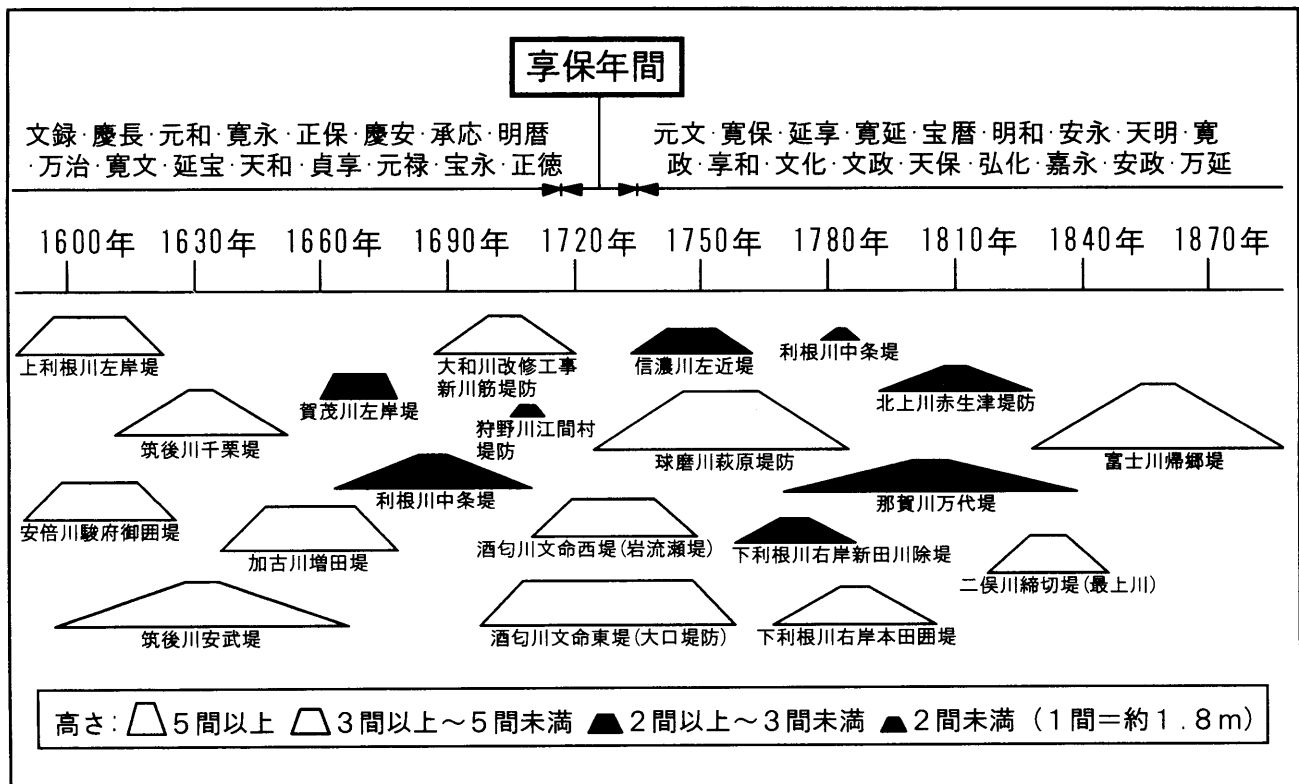 享保年間
文録·慶長·元和·寛永·正保·慶安·承応·明暦
·万治·寛文·延宝·天和·貞享·元禄·宝永·正徳
元文·寛保·延享·寛延·宝暦·明和·安永·天明·寛
政·享和·文化·文政·天保·弘化·嘉永·安政·万延
1600年 1630年 1660年 1690年 1720年 1750年 1780年 1810年 1840年 1870年
上利根川左岸堤
大和川改修工事
新川筋堤防
信濃川左近堤
利根川中条堤
賀茂川左岸堤
北上川赤生津堤防
筑後川千栗堤
狩野川江間村
堤防
球磨川萩原堤防
富士川帰郷堤
利根川中条堤
那賀川万代堤
安倍川駿府御囲堤
加古川増田堤
酒匂川文命西堤(岩流瀬堤)
下利根川右岸新田川除堤
二俣川締切堤(最上川)
筑後川安武堤
酒匂川文命東堤(大口堤防)
下利根川右岸本田囲堤
高さ: 5間以上 3間以上～5間未満 2間以上～3間未満 2間未満 (1間=約1.8m)